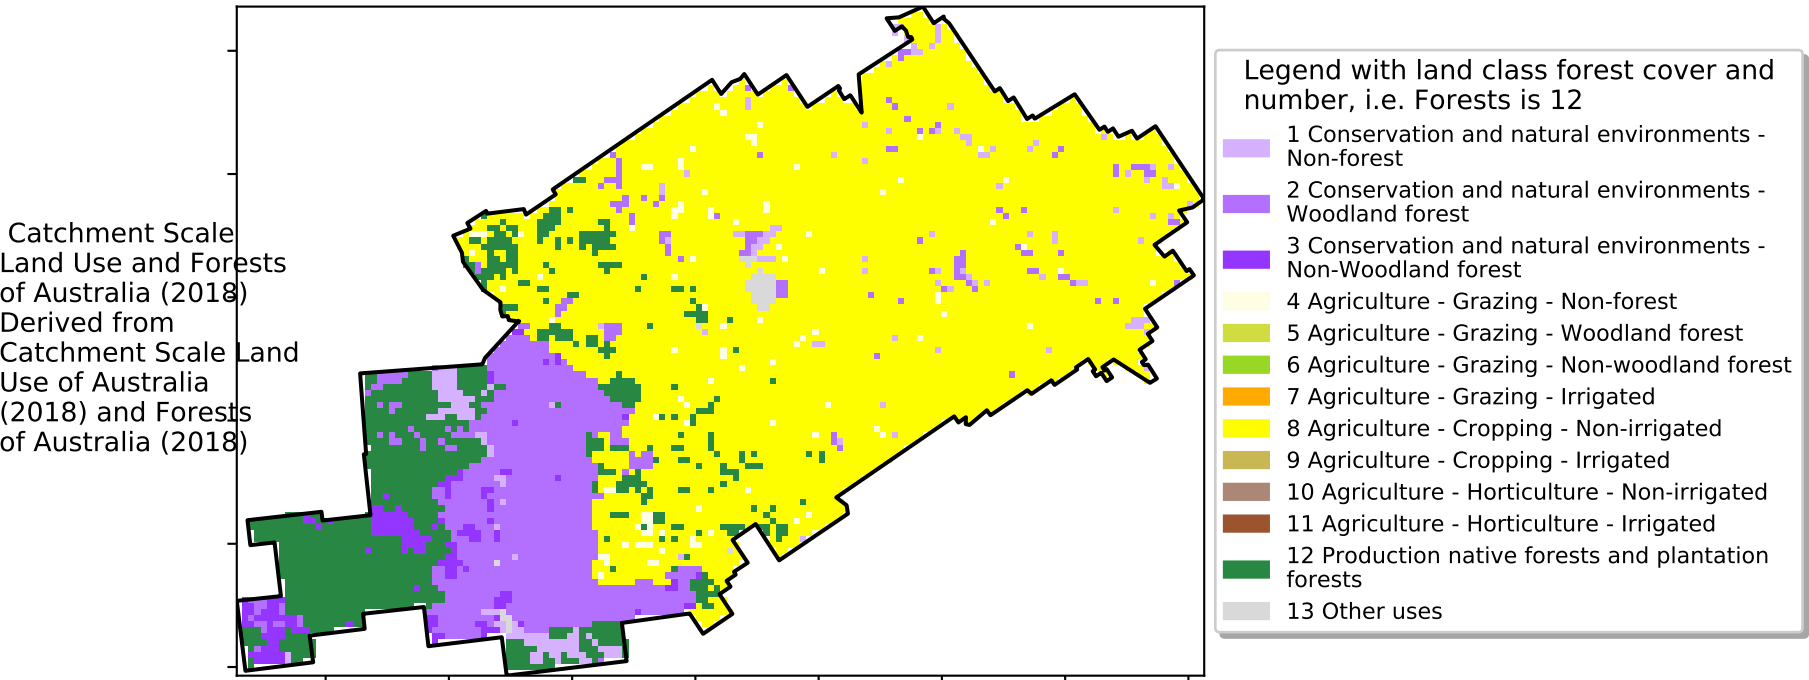 Catchment Scale
Land Use and Forests
of Australia (2018)
Derived from
Catchment Scale Land
Use of Australia
(2018) and Forests
of Australia (2018)
Legend with land class forest cover and
number, i.e. Forests is 12
1 Conservation and natural environments -
Non-forest
2 Conservation and natural environments -
Woodland forest
3 Conservation and natural environments -
Non-Woodland forest
4 Agriculture - Grazing - Non-forest
5 Agriculture - Grazing - Woodland forest
6 Agriculture - Grazing - Non-woodland forest
7 Agriculture - Grazing - Irrigated
8 Agriculture - Cropping - Non-irrigated
9 Agriculture - Cropping - Irrigated
10 Agriculture - Horticulture - Non-irrigated
11 Agriculture - Horticulture - Irrigated
12 Production native forests and plantation
forests
13 Other uses